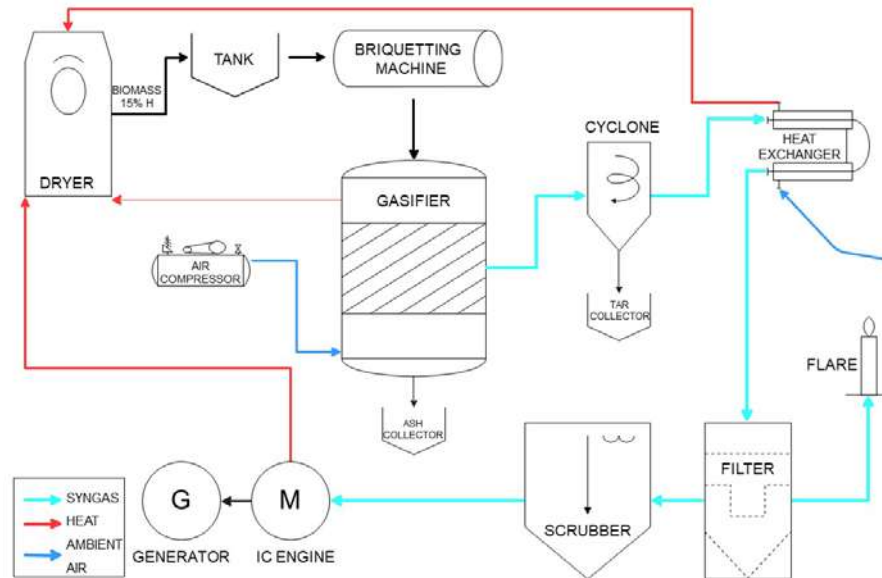 TANK
BRIQUETTING
MACHINE
BIOMASS
15% H
DRYER
CYCLONE
HEAT
EXCHANGER
GASIFIER
AIR
COMPRESSOR
TAR
COLLECTOR
FLARE
ASH
COLLECTOR
FILTER
SCRUBBER
G
M
GENERATOR
IC ENGINE
SYNGAS
HEAT
AMBIENT
AIR